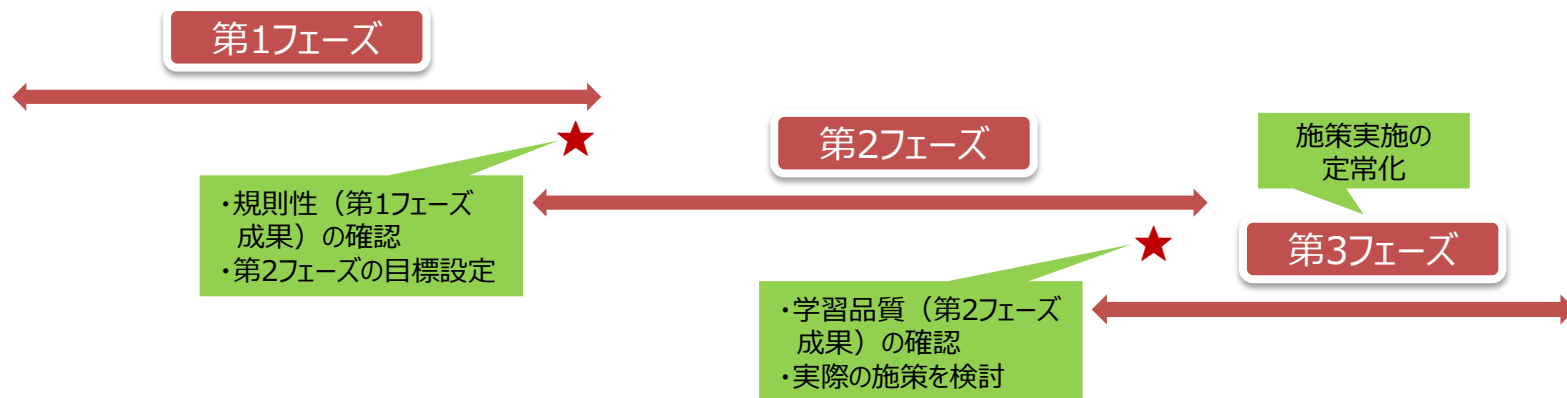 第1フェーズ
・規則性（第1フェーズ
成果）の確認
・第2フェーズの目標設定
第2フェーズ
・学習品質（第2フェーズ
成果）の確認
・実際の施策を検討
施策実施の
定常化
第3フェーズ